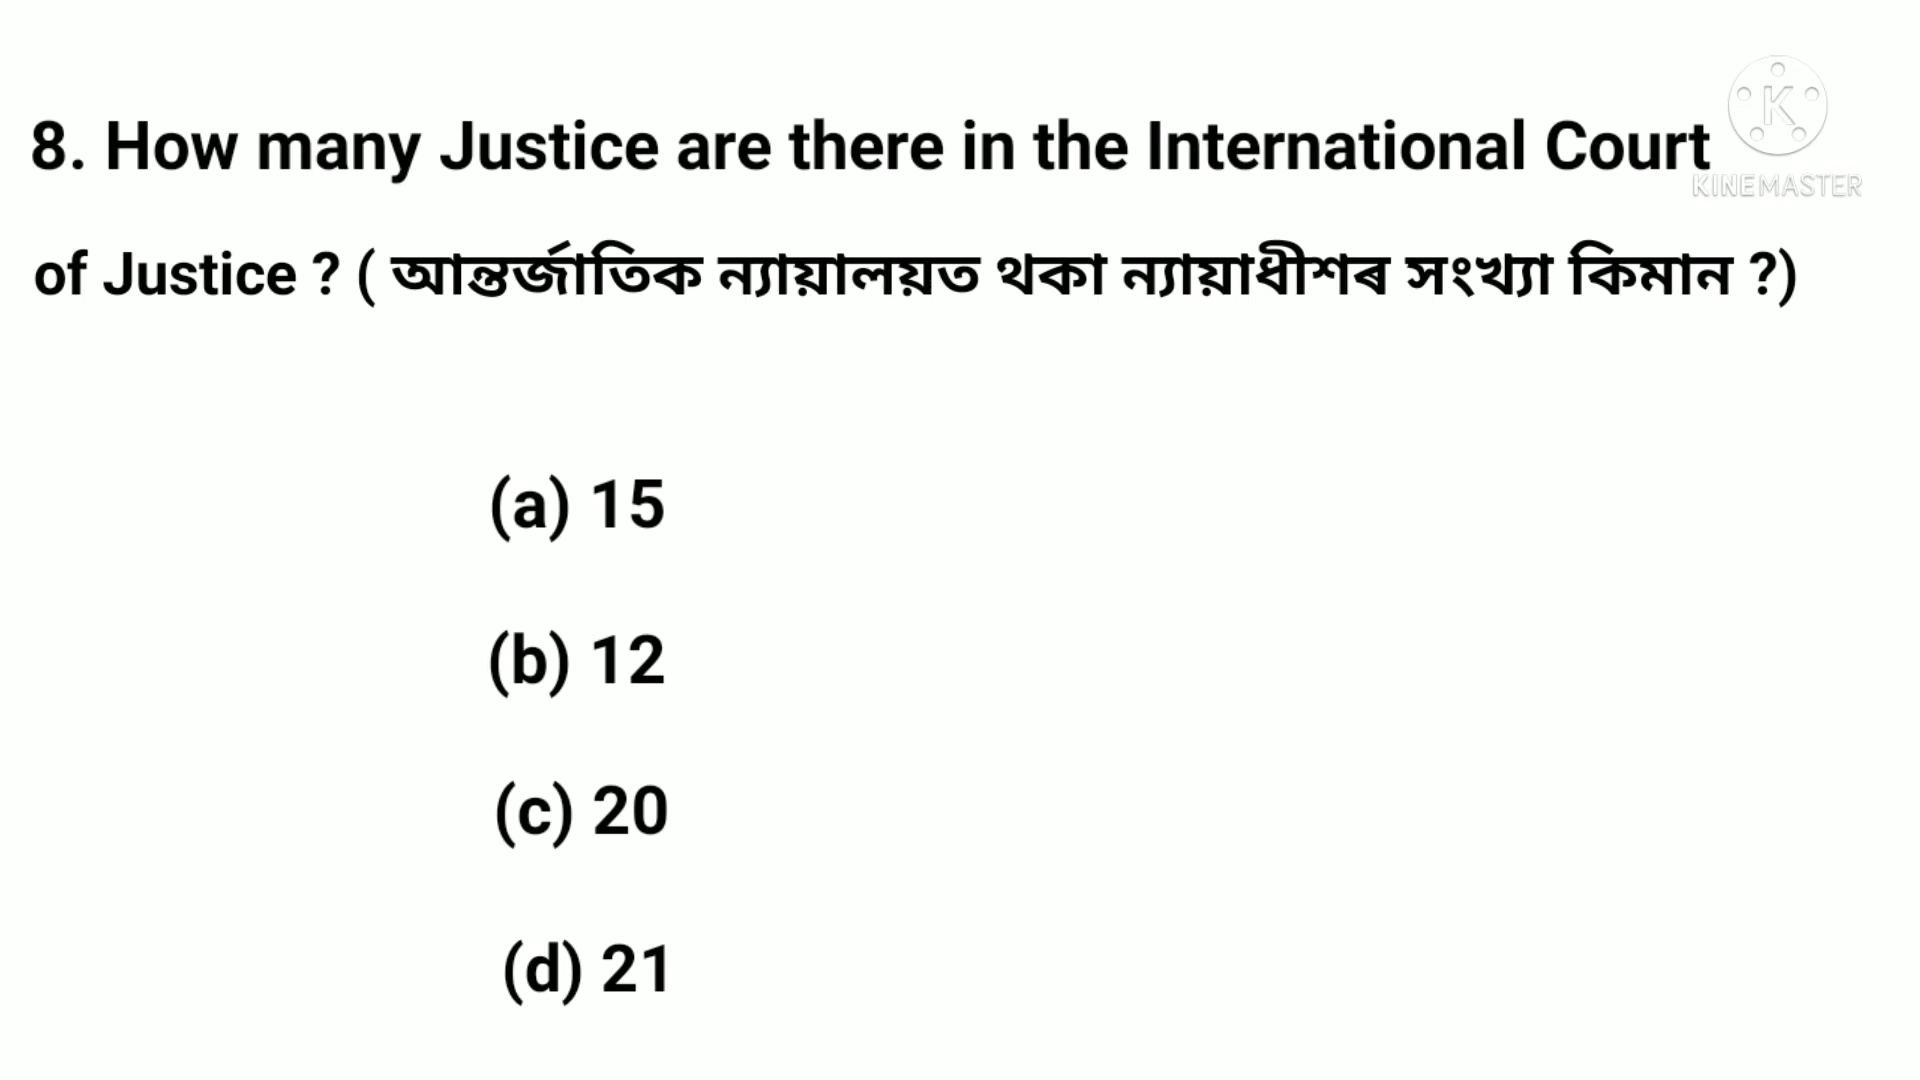 8. How many Justice are there in the International Court
of Justice ? ( আন্তৰ্জাতিক ন্যায়ালয়ত থকা ন্যায়াধীশৰ সংখ্যা কিমান ?)
(a) 15
(b) 12
(c) 20
(d) 21
K
KINEMASTER